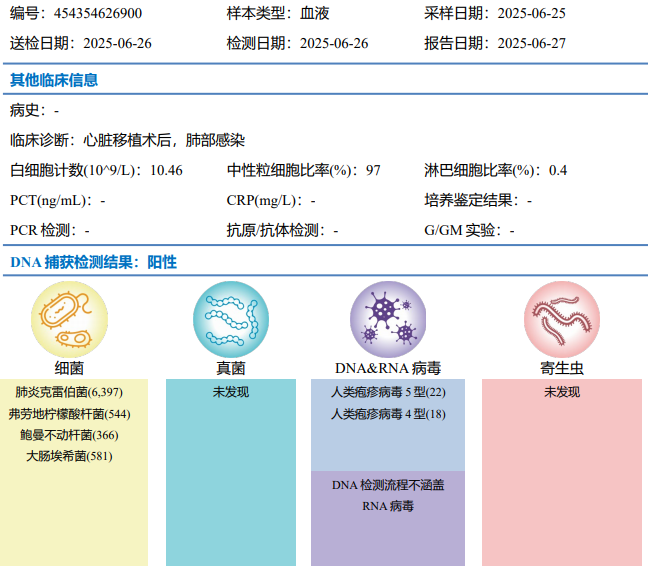 编号：454354626900 样本类型：血液 采样日期：2025-06-25
送检日期：2025-06-26 检测日期：2025-06-26 报告日期：2025-06-27
其他临床信息
病史：-
临床诊断：心脏移植术后，肺部感染
白细胞计数(10^9/L)：10.46 中性粒细胞比率(%)：97 淋巴细胞比率(%)：0.4
PCT(ng/mL)：- CRP(mg/L)：- 培养鉴定结果：-
PCR 检测：- 抗原/抗体检测：- G/GM 实验：-
DNA 捕获检测结果：阳性
细菌 真菌 DNA&RNA 病毒 寄生虫
肺炎克雷伯菌(6,397) 未发现 人类疱疹病毒 5 型(22) 未发现
弗劳地柠檬酸杆菌(544) 人类疱疹病毒 4 型(18)
鲍曼不动杆菌(366)
大肠埃希菌(581)
DNA 检测流程不涵盖
RNA 病毒